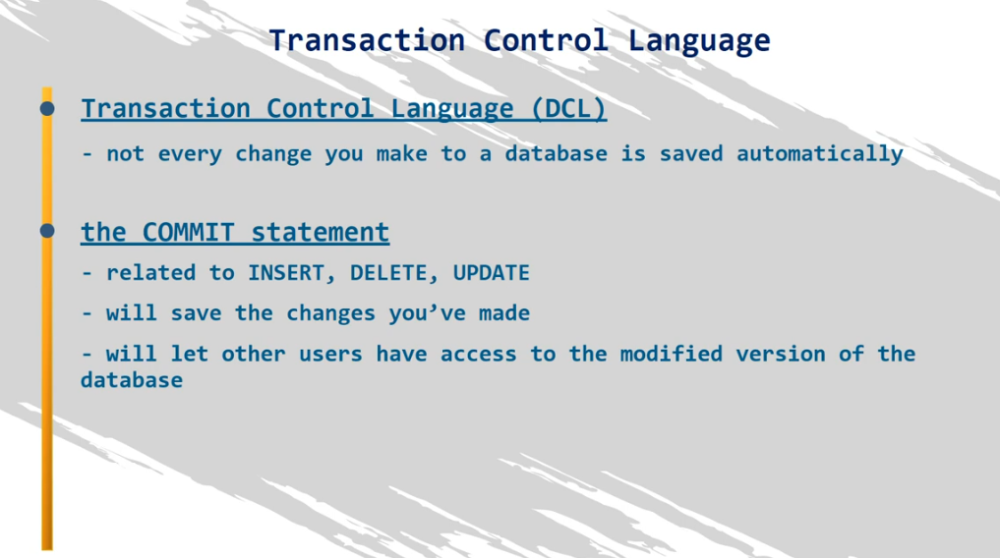 Transaction Control Language
Transaction Control Language (DCL)
- not every change you make to a database is saved automatically
the COMMIT statement
- related to INSERT, DELETE, UPDATE
- will save the changes you’ve made
- will let other users have access to the modified version of the
database